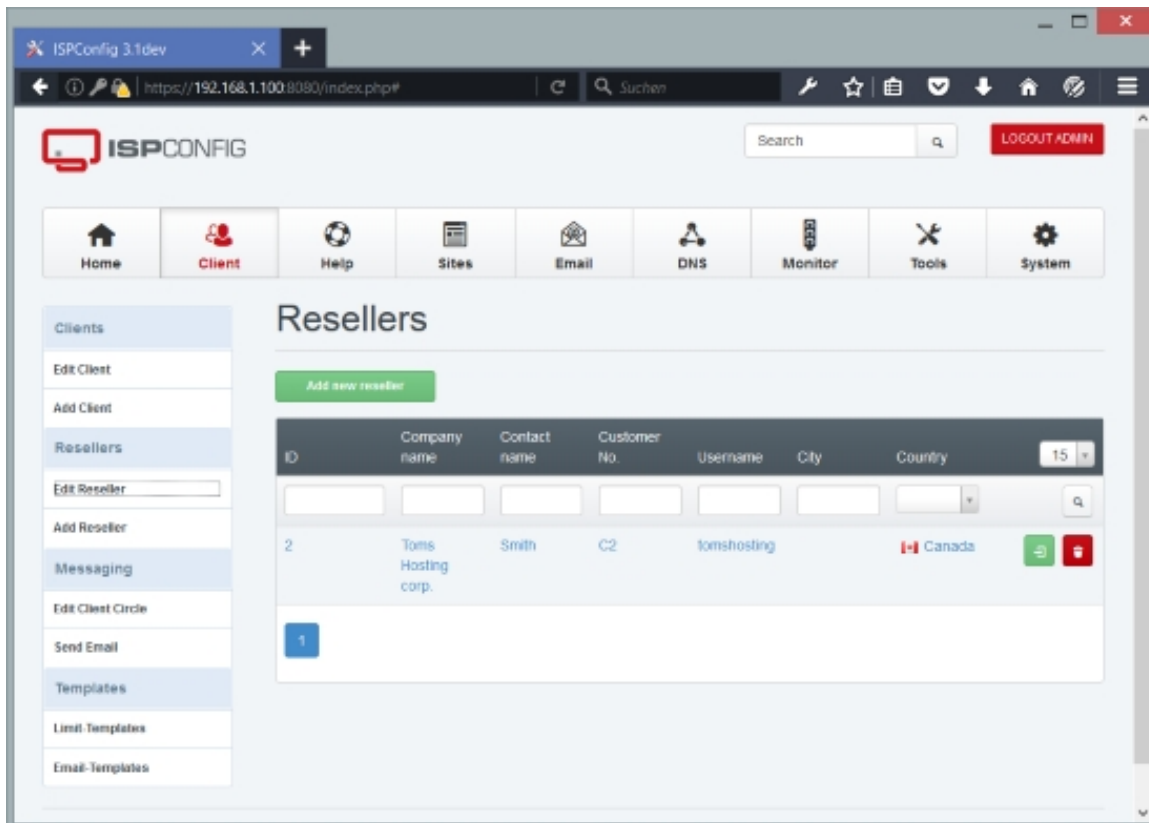 ISPConfig 3.1dev
https://192.168.1.100:8080/index.php#
Suchen
ISPCONFIG
Search
LOGOUT ADMIN
Home
Client
Help
Sites
Email
DNS
Monitor
Tools
System
Clients
Edit Client
Add Client
Resellers
Edit Reseller
Add Reseller
Messaging
Edit Client Circle
Send Email
Templates
Limit-Templates
Email-Templates
Resellers
Add new reseller
ID
Company
name
Contact
name
Customer
No.
Username
City
Country
15
2
Toms
Hosting
corp.
Smith
C2
tomshosting
Canada
1